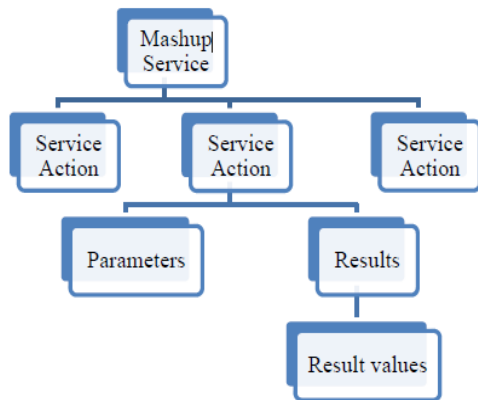 Mashup
Service
Service
Action
Service
Action
Service
Action
Parameters
Results
Result values